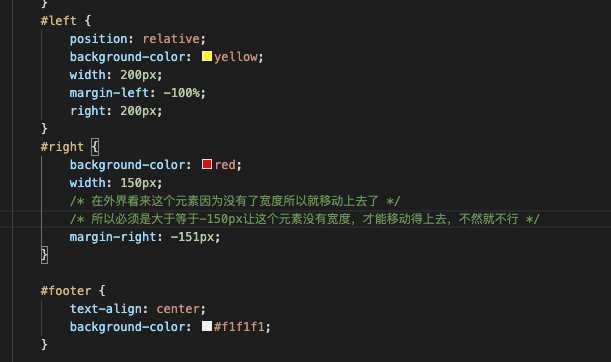 }
#left {
position: relative;
background-color: yellow;
width: 200px;
margin-left: -100%;
right: 200px;
}
#right {
background-color: red;
width: 150px;
/* 在外界看来这个元素因为没有了宽度所以就移动上去了 */
/* 所以必须是大于等于-150px让这个元素没有宽度，才能移动得上去，不然就不行 */
margin-right: -151px;
}
#footer {
text-align: center;
background-color: #f1f1f1;
}